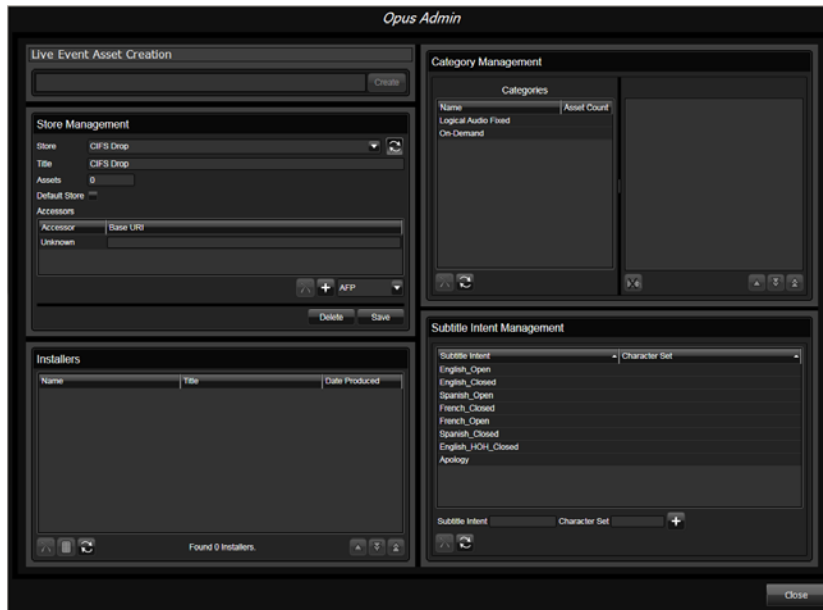 Opus Admin
Live Event Asset Creation
Create
Store Management
Store CIFS Drop
Title CIFS Drop
Assets 0
Default Store
Accessors
Accessor Base URI
Unknown
AFP
Delete Save
Installers
Name Title Date Produced
Found 0 Installers.
Category Management
Categories
Name Asset Count
Logical Audio Fixed
On-Demand
Subtitle Intent Management
Subtitle Intent Character Set
English_Open
English_Closed
Spanish_Open
French_Closed
French_Open
Spanish_Closed
English_HOH_Closed
Apology
Subtitle Intent Character Set
Close